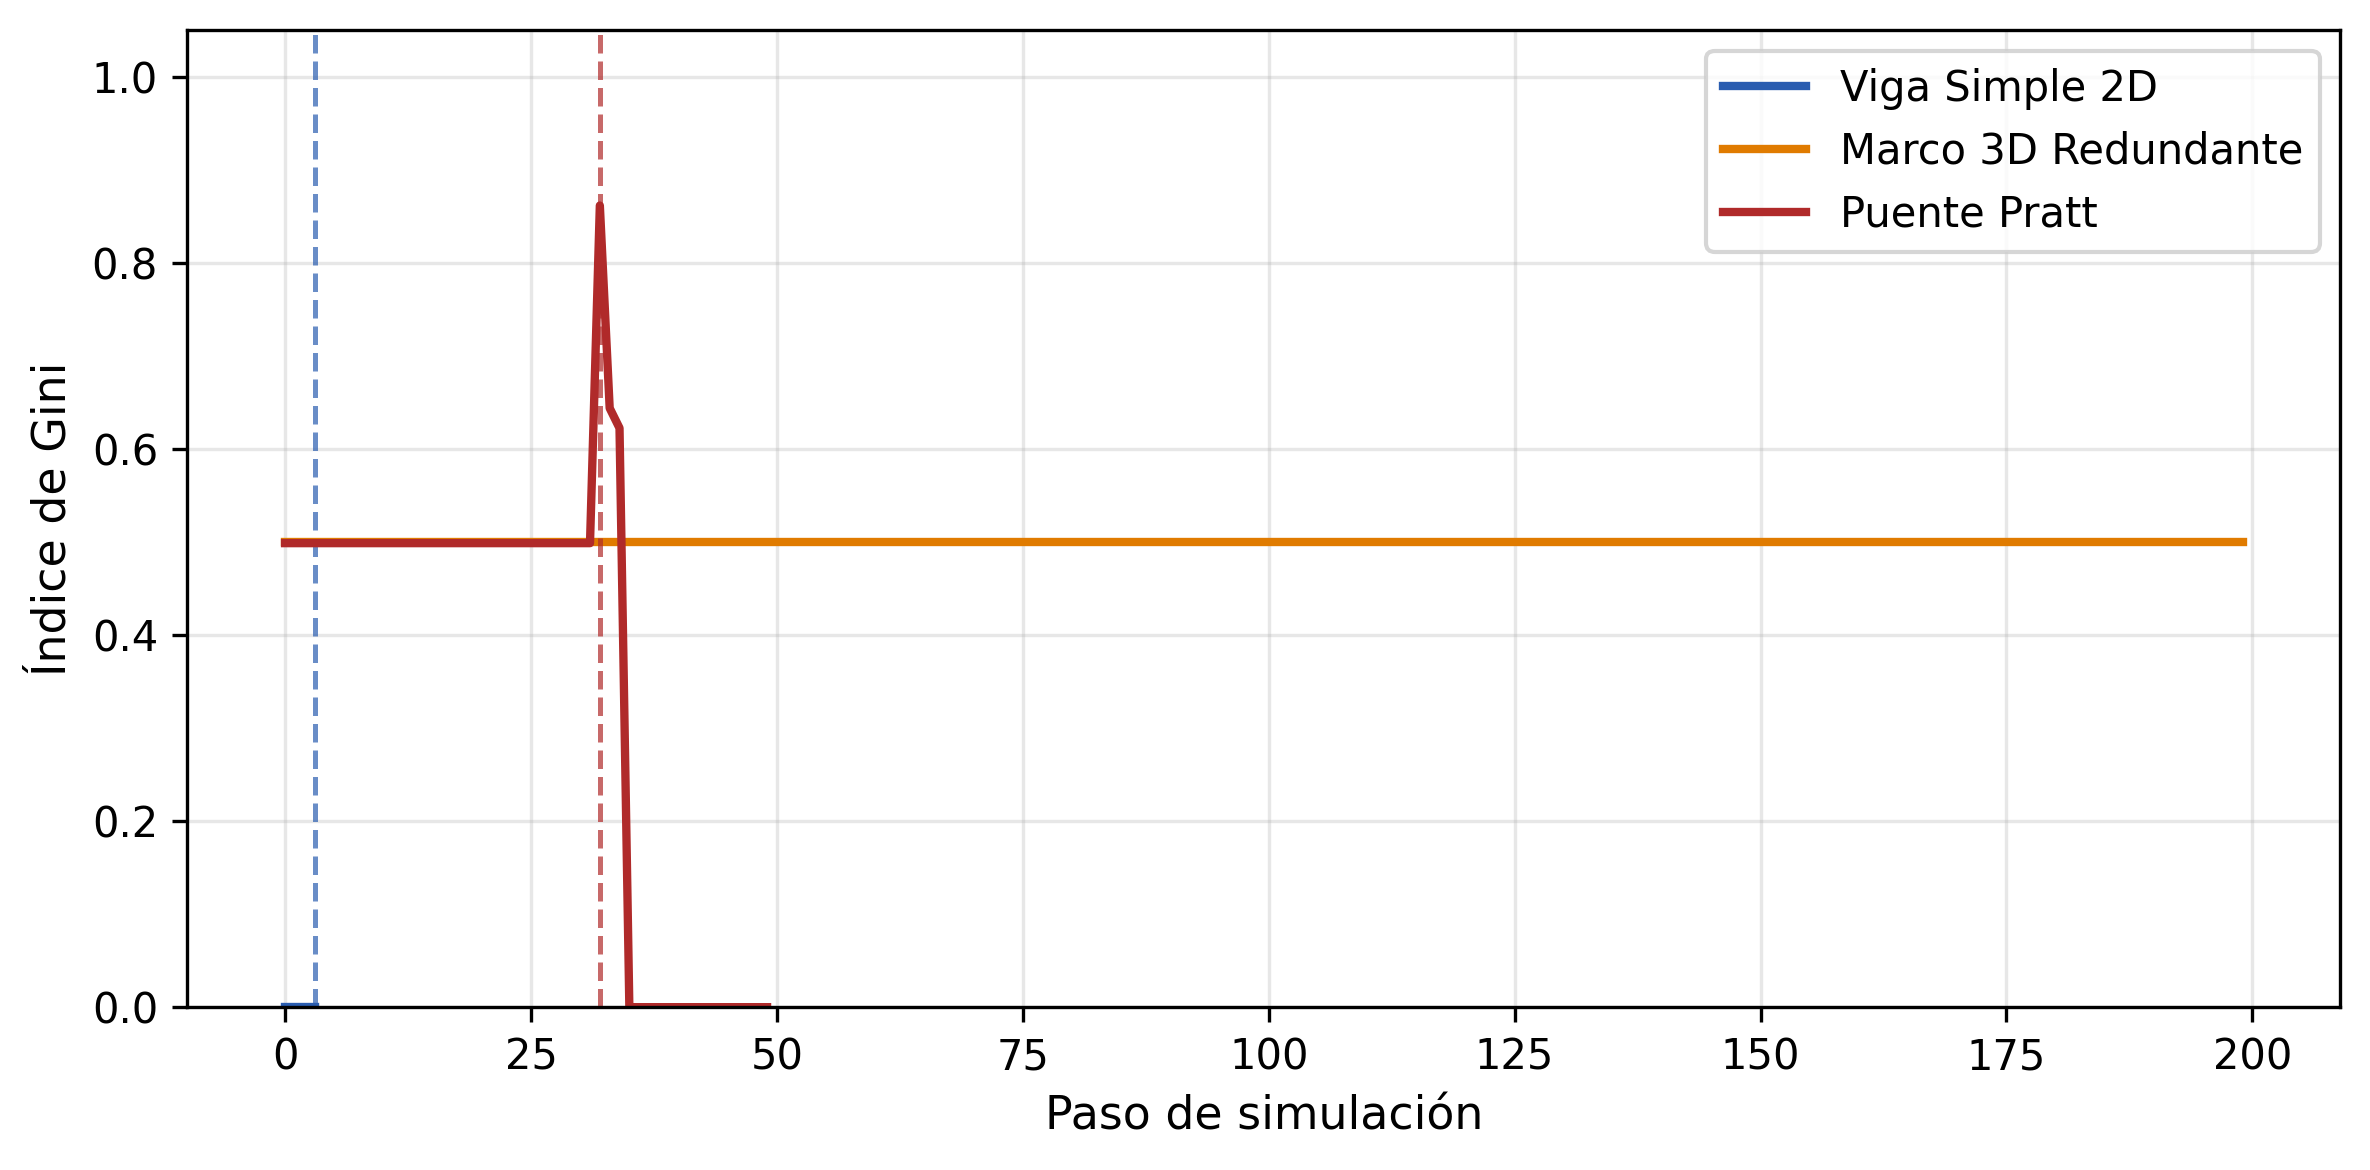 Viga Simple 2D
Marco 3D Redundante
Puente Pratt
Índice de Gini
1.0
0.8
0.6
0.4
0.2
0.0
0 25 50 75 100 125 150 175 200
Paso de simulación